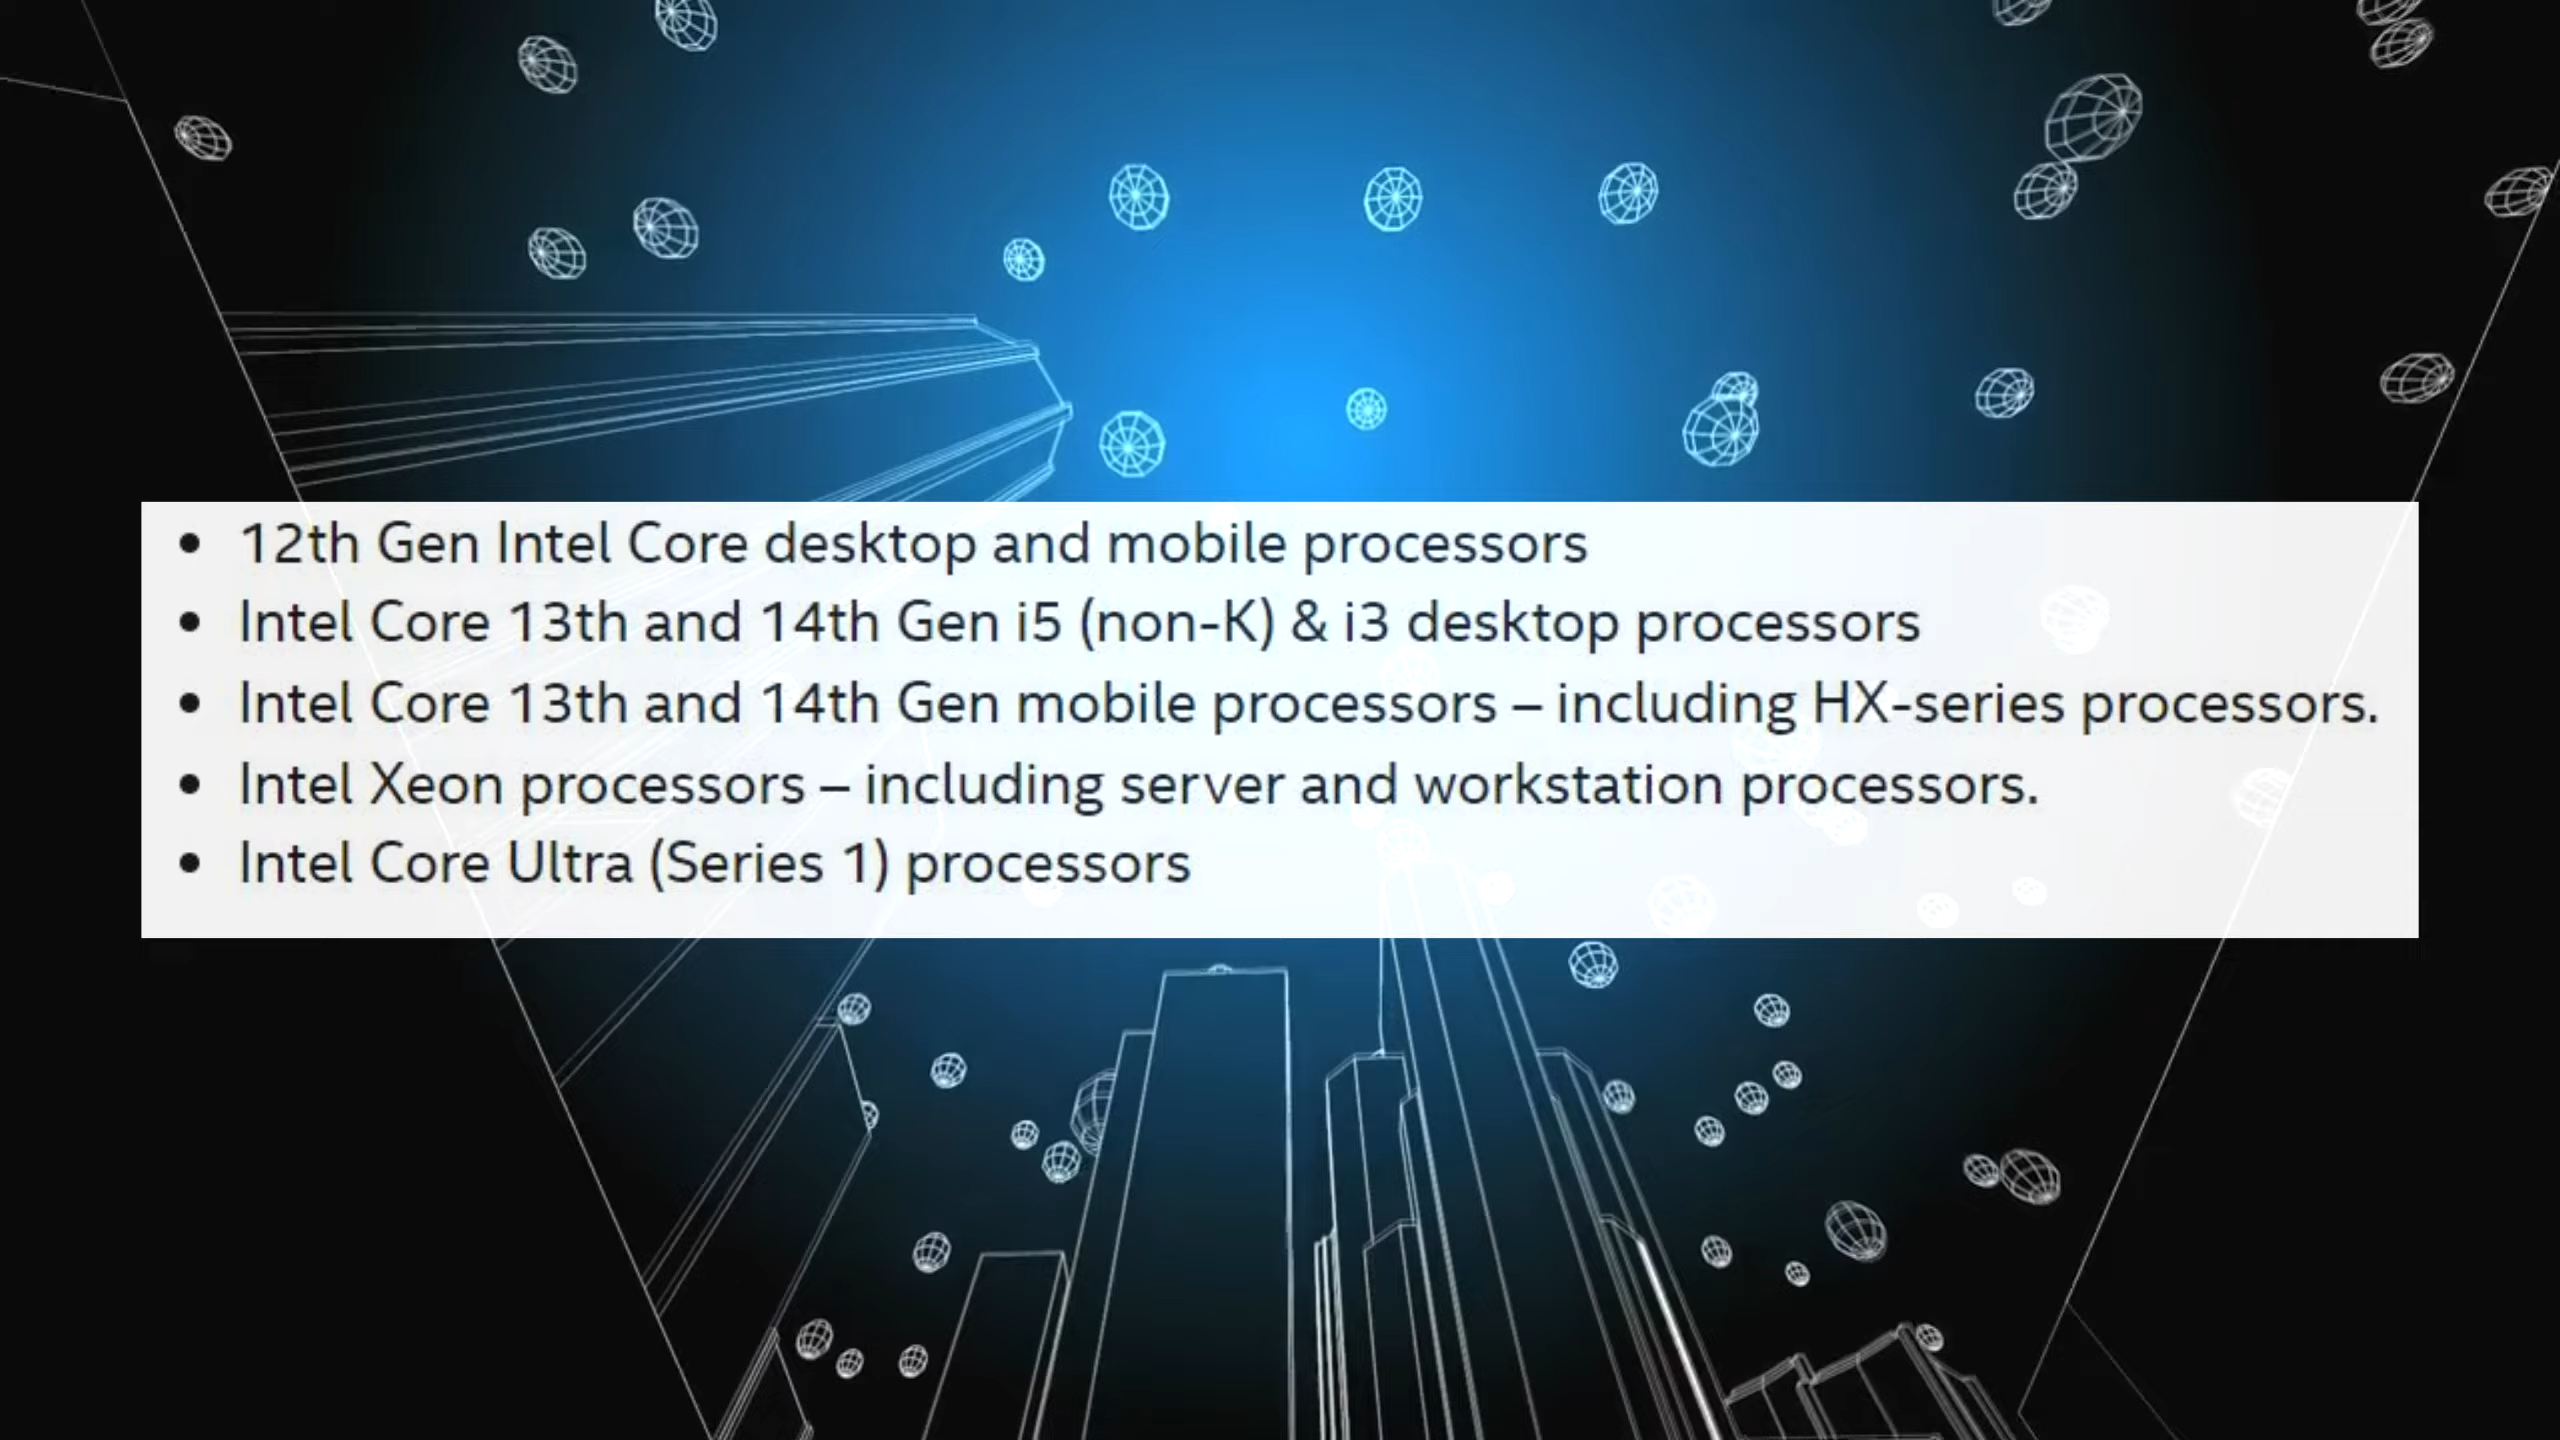 • 12th Gen Intel Core desktop and mobile processors
• Intel Core 13th and 14th Gen i5 (non-K) & i3 desktop processors
• Intel Core 13th and 14th Gen mobile processors – including HX-series processors.
• Intel Xeon processors – including server and workstation processors.
• Intel Core Ultra (Series 1) processors